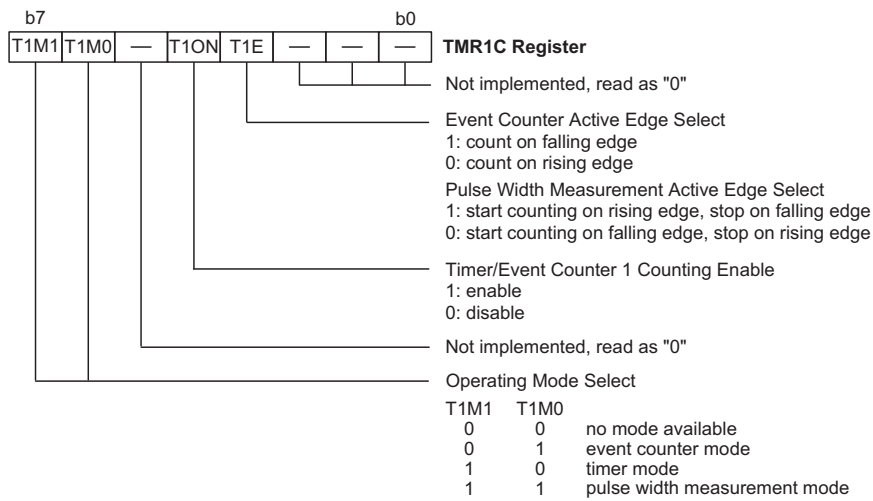 b7 b0
T1M1 T1M0 — T1ON T1E — — — TMR1C Register
Not implemented, read as "0"
Event Counter Active Edge Select
1: count on falling edge
0: count on rising edge
Pulse Width Measurement Active Edge Select
1: start counting on rising edge, stop on falling edge
0: start counting on falling edge, stop on rising edge
Timer/Event Counter 1 Counting Enable
1: enable
0: disable
Not implemented, read as "0"
Operating Mode Select
T1M1 T1M0
0 0 no mode available
0 1 event counter mode
1 0 timer mode
1 1 pulse width measurement mode